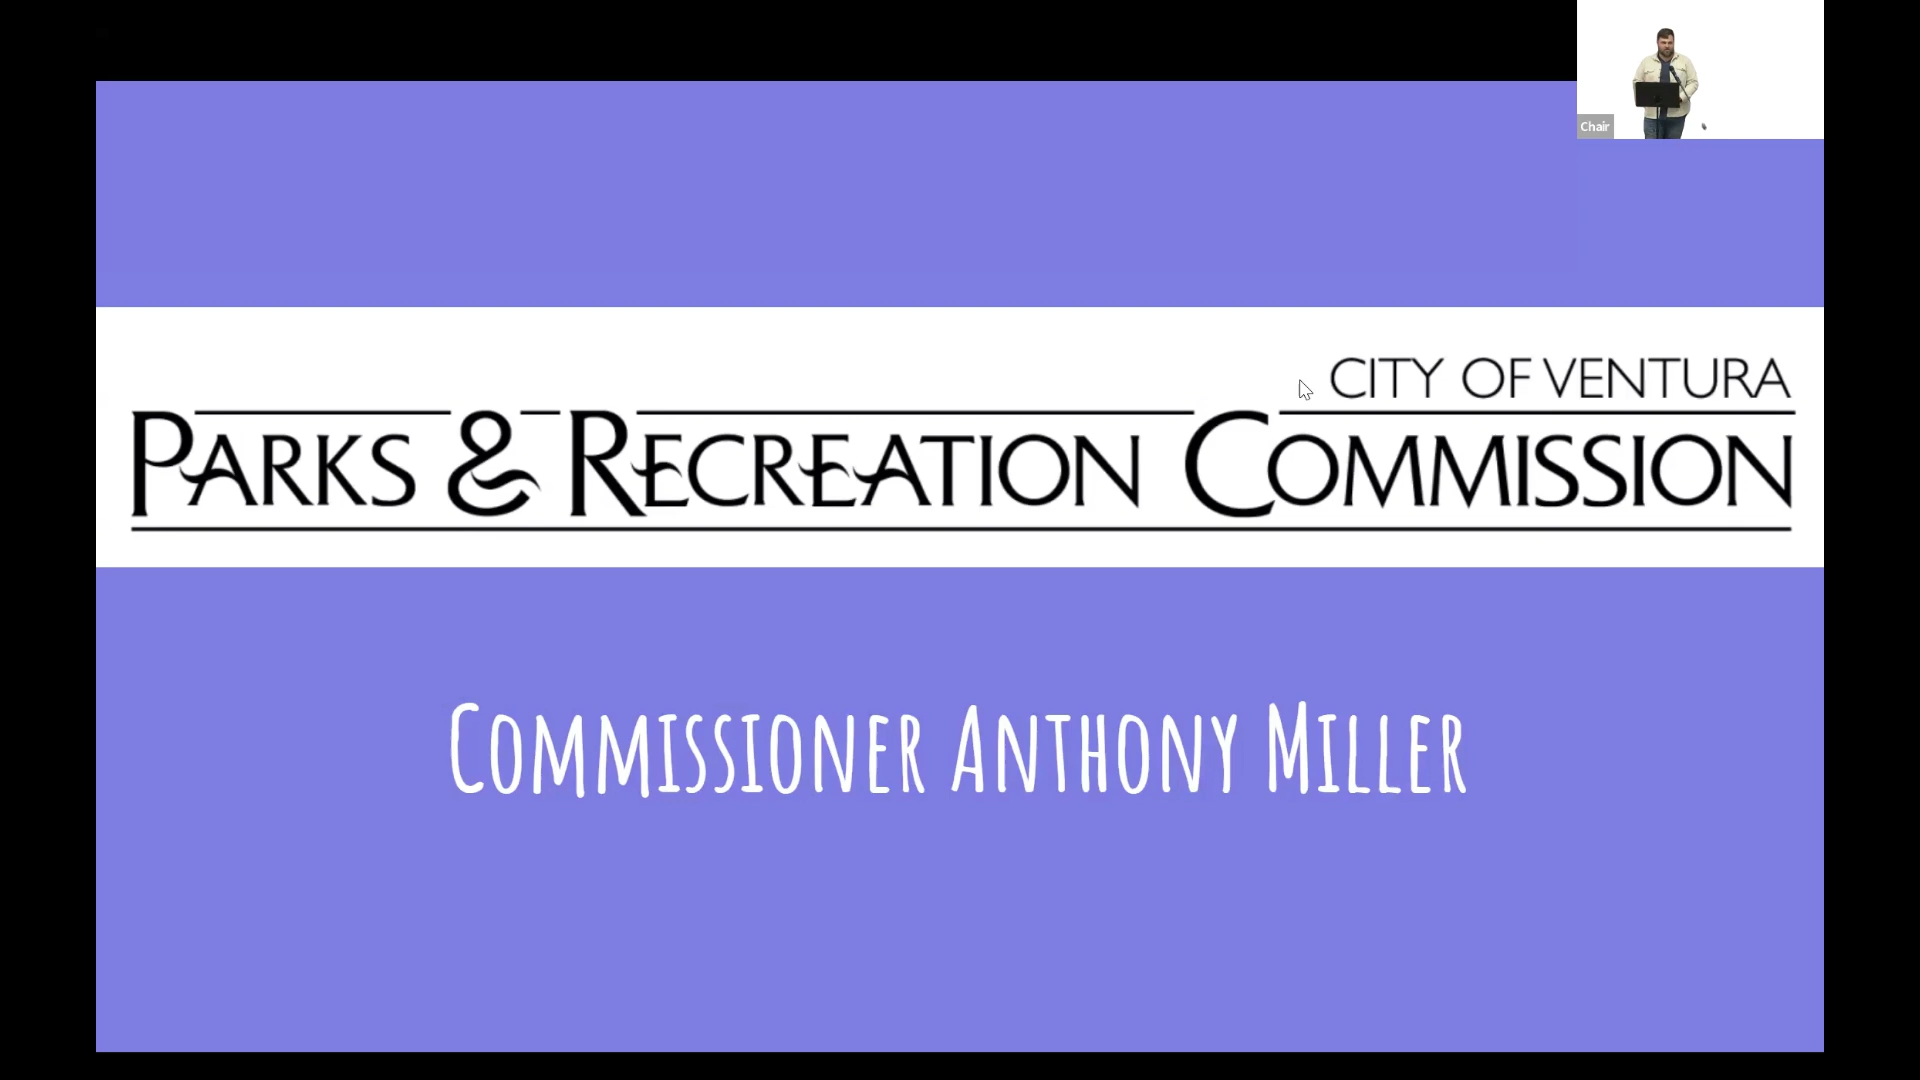 Chair
CITY OF VENTURA
PARKS & RECREATION COMMISSION
COMMISSIONER ANTHONY MILLER